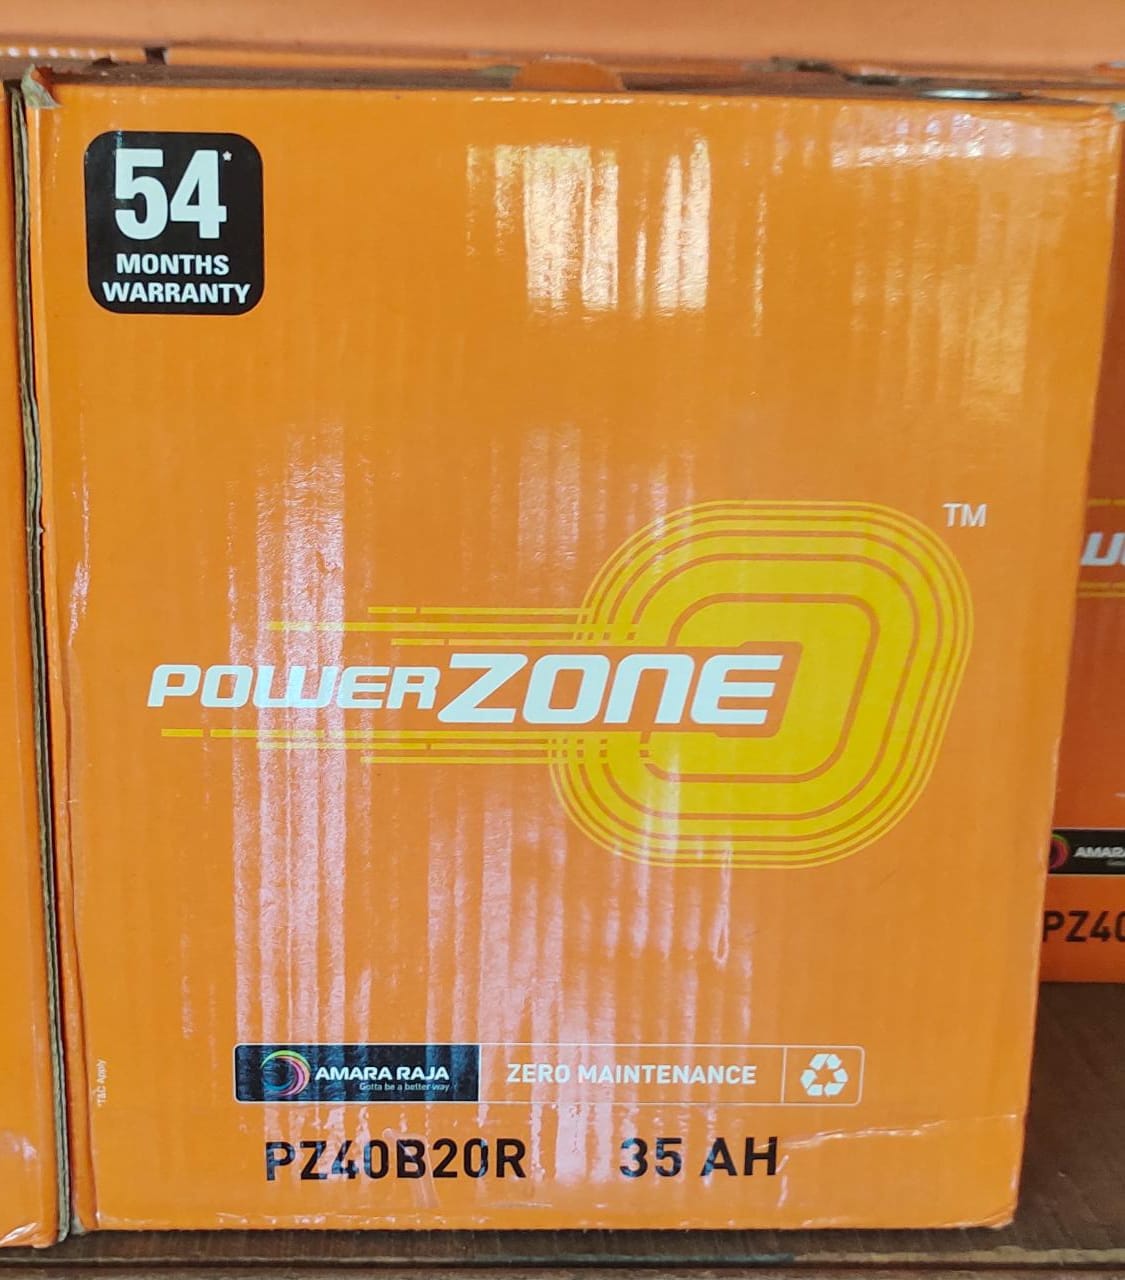 54*
MONTHS
WARRANTY
TM
POWERZONE
AMARA RAJA
Gotta be a better way
ZERO MAINTENANCE
*T&C Apply
PZ40B20R 35 AH